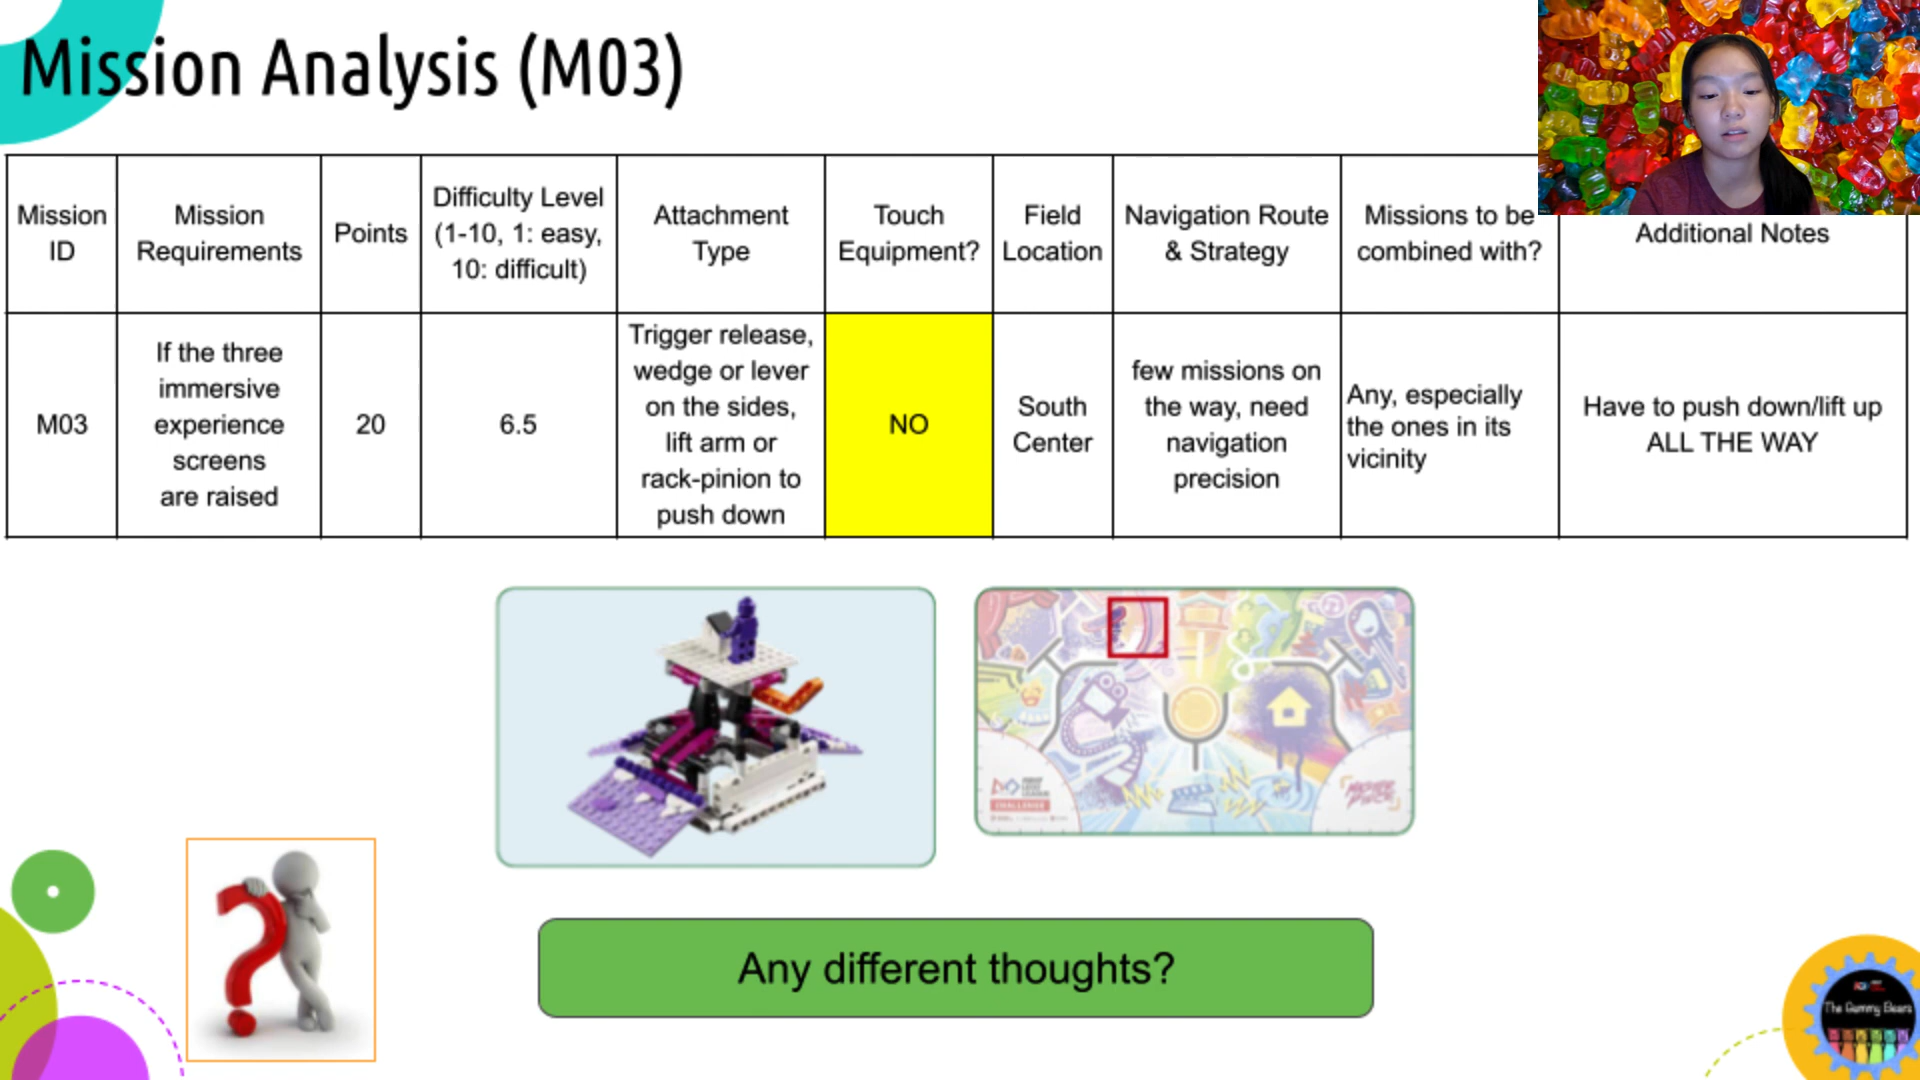 Mission Analysis (M03)
Mission
ID
Mission
Requirements
Points
Difficulty Level
(1-10, 1: easy,
10: difficult)
Attachment
Type
Touch
Equipment?
Field
Location
Navigation Route
& Strategy
Missions to be
combined with?
Additional Notes
M03
If the three
immersive
experience
screens
are raised
20
6.5
Trigger release,
wedge or lever
on the sides,
lift arm or
rack-pinion to
push down
NO
South
Center
few missions on
the way, need
navigation
precision
Any, especially
the ones in its
vicinity
Have to push down/lift up
ALL THE WAY
CHALLENGE
Any different thoughts?
The Gummy Bears